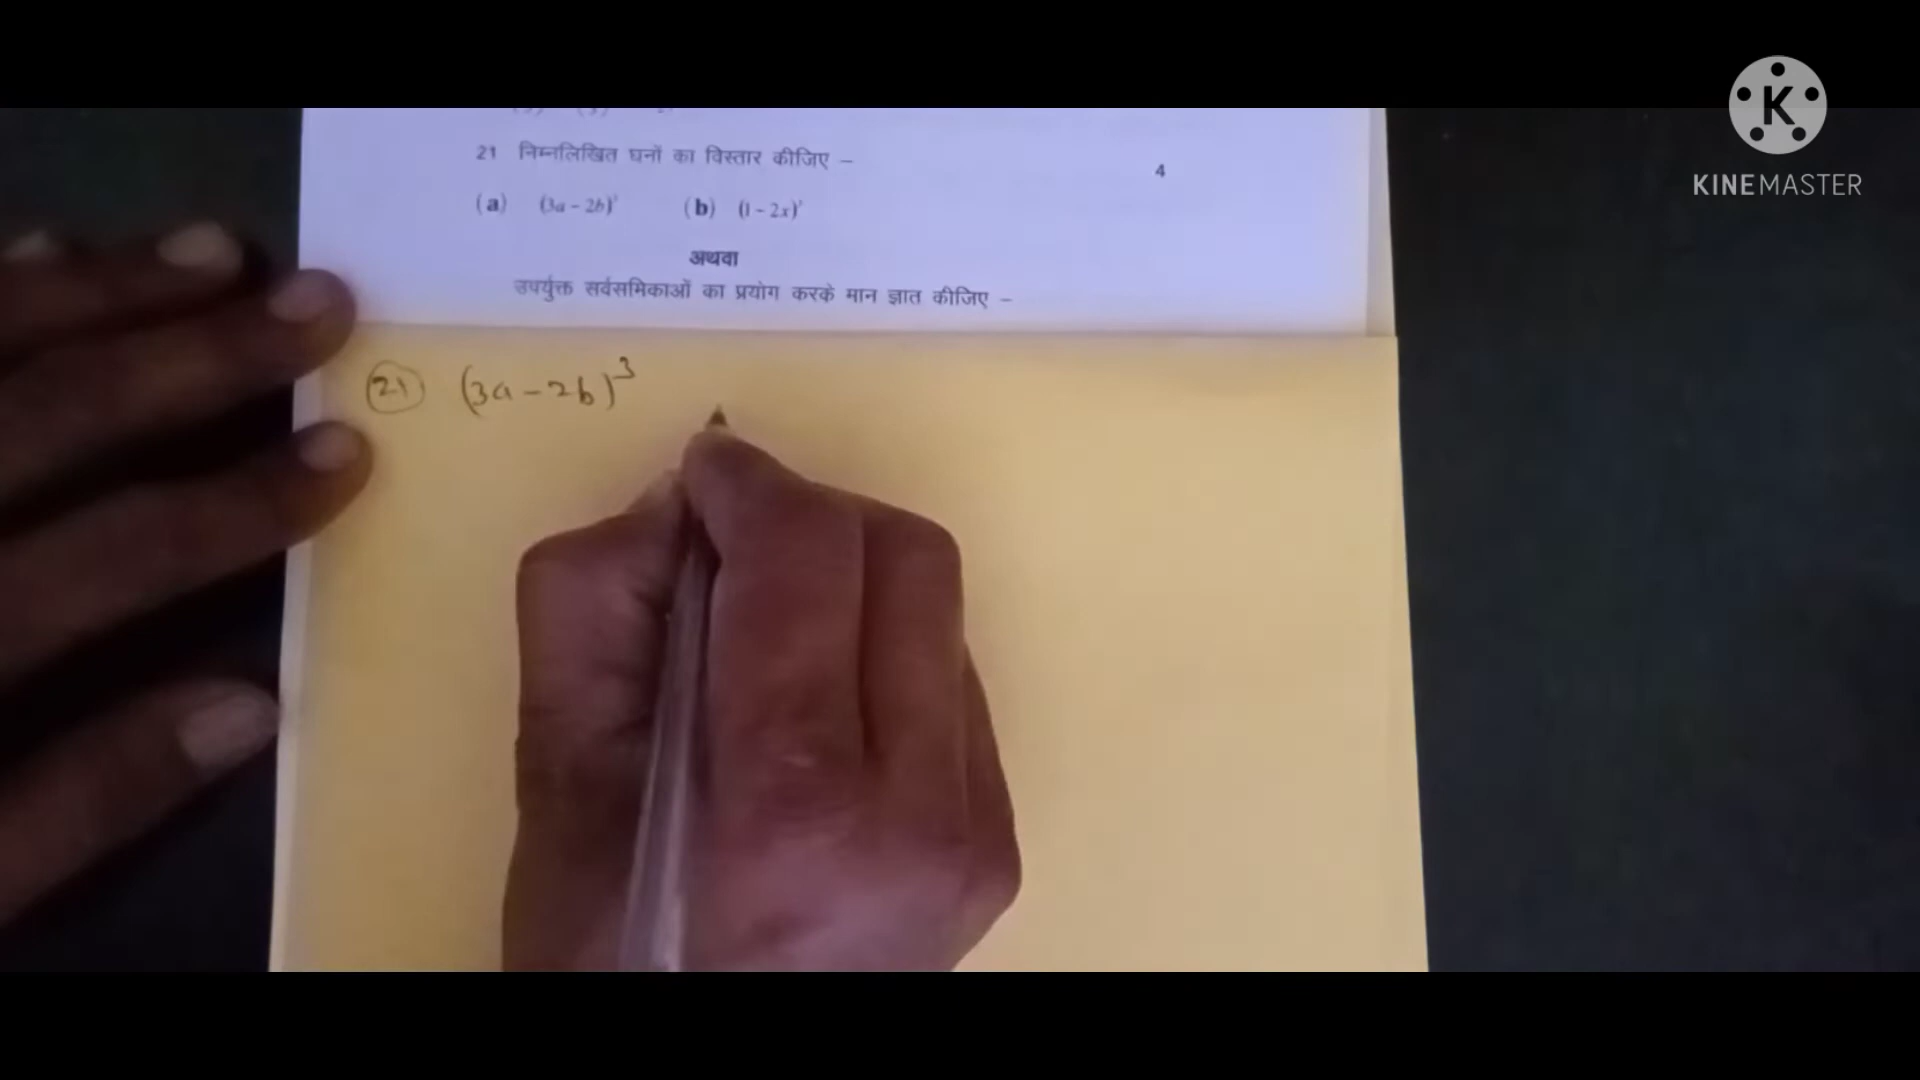 21 निम्नलिखित घनों का विस्तार कीजिए – 4
(a) (3a – 2b)³ (b) (1 – 2x)³
अथवा
उपर्युक्त सर्वसमिकाओं का प्रयोग करके मान ज्ञात कीजिए –
21 (3a – 2b)³
K
KINEMASTER